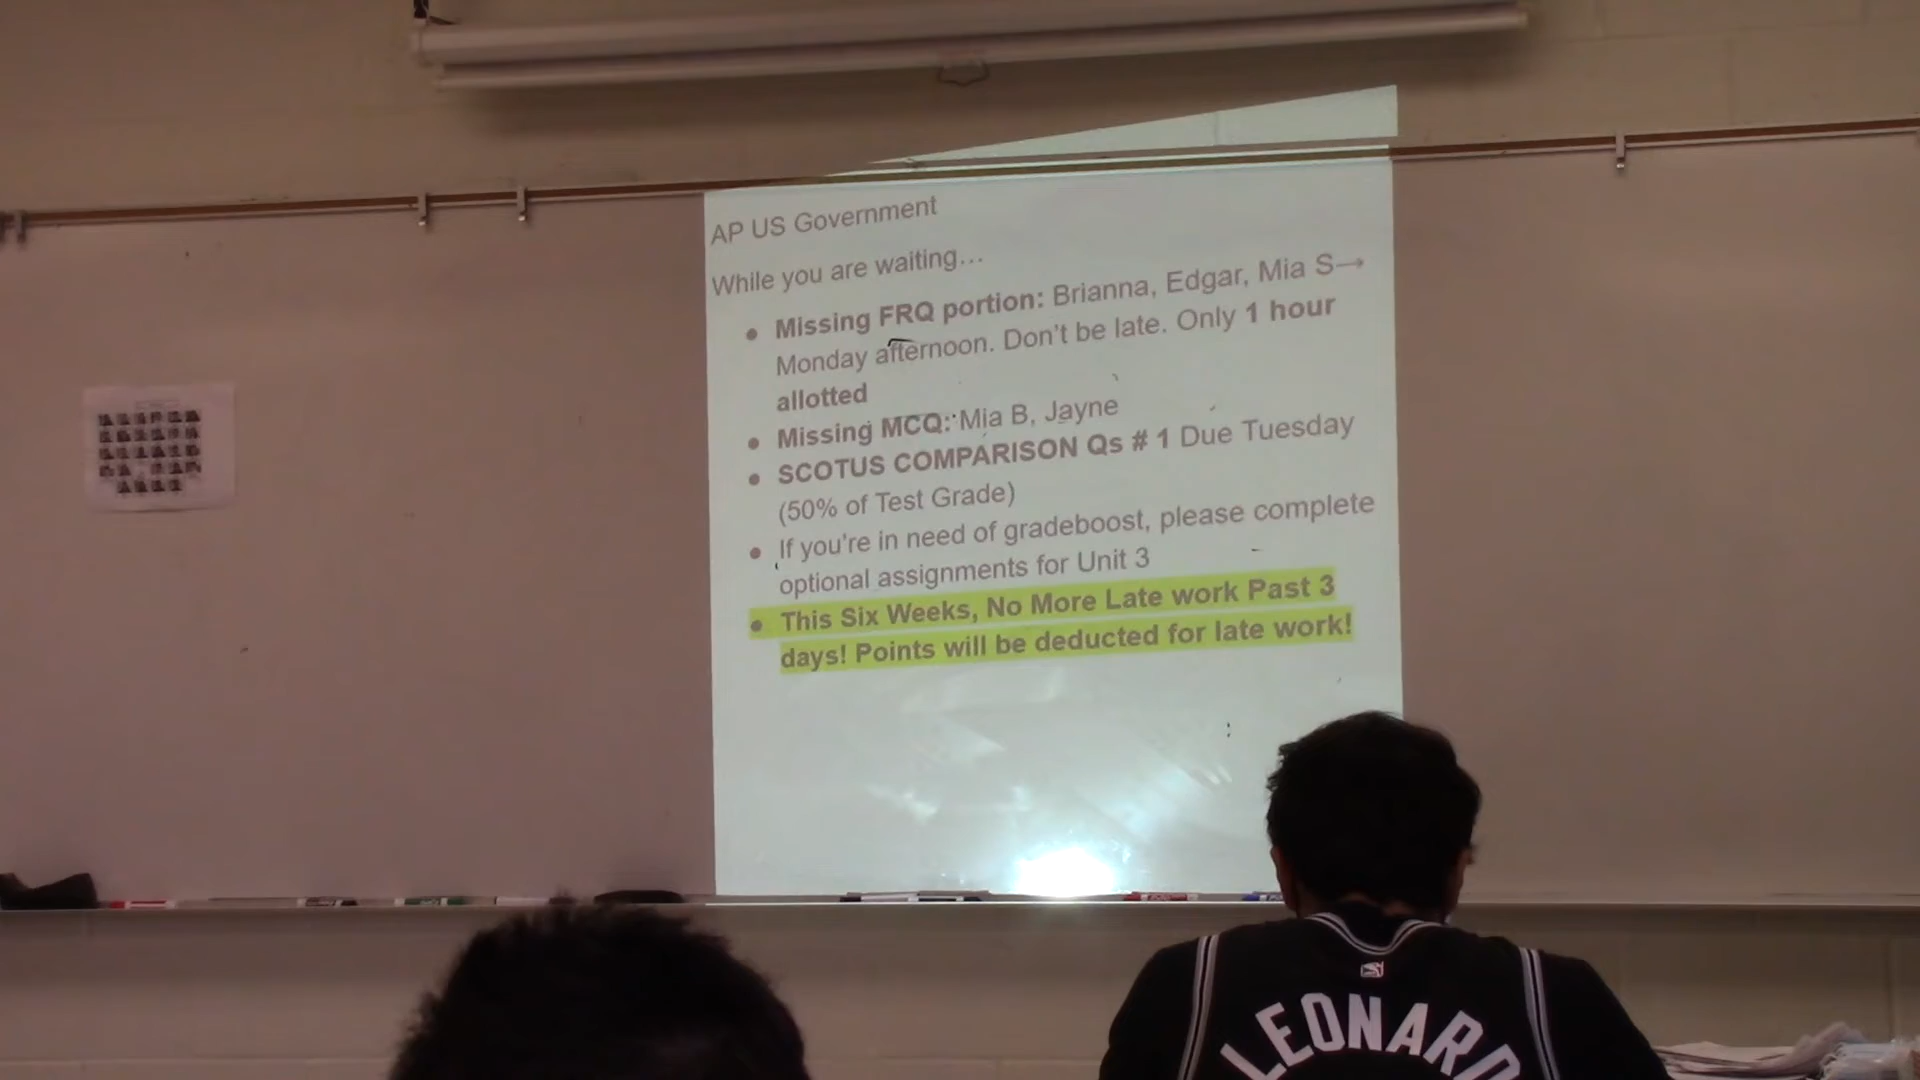 AP US Government
While you are waiting…
● Missing FRQ portion: Brianna, Edgar, Mia S→
Monday afternoon. Don't be late. Only 1 hour
allotted
● Missing MCQ: Mia B, Jayne
● SCOTUS COMPARISON Qs # 1 Due Tuesday
(50% of Test Grade)
● If you're in need of gradeboost, please complete
optional assignments for Unit 3
● This Six Weeks, No More Late work Past 3
days! Points will be deducted for late work!
LEONARD